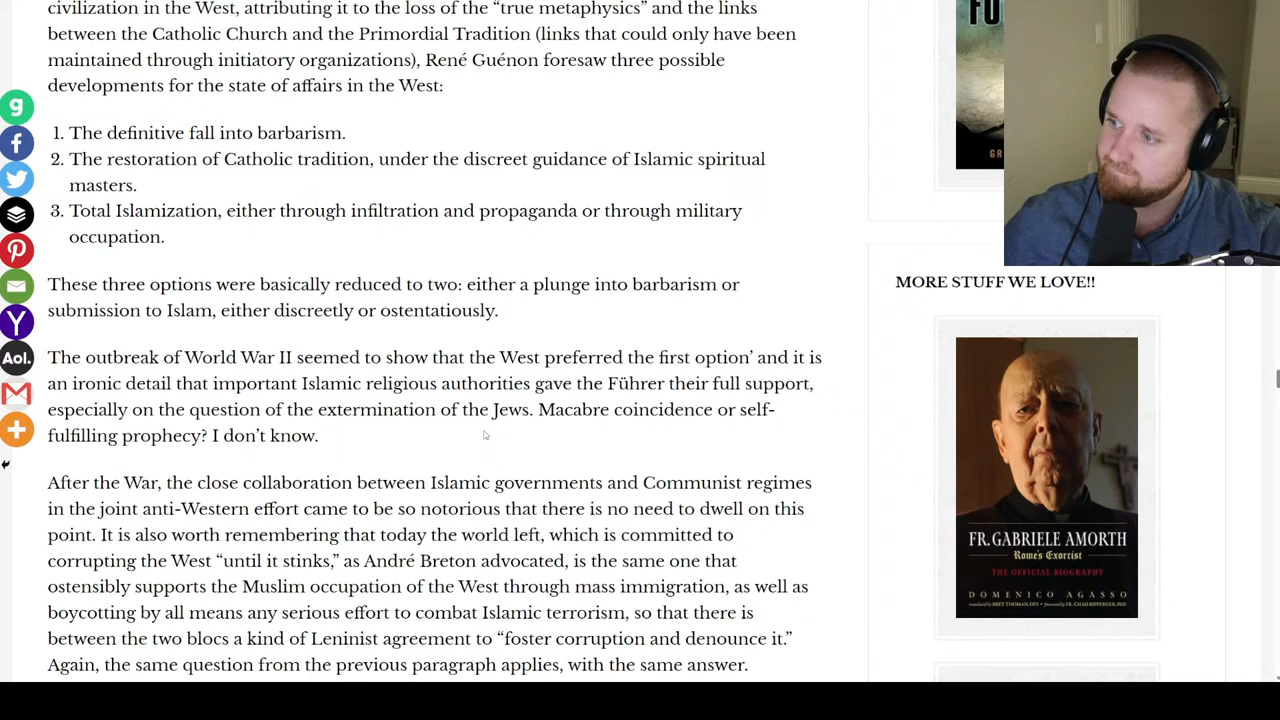 civilization in the West, attributing it to the loss of the “true metaphysics” and the links
between the Catholic Church and the Primordial Tradition (links that could only have been
maintained through initiatory organizations), René Guénon foresaw three possible
developments for the state of affairs in the West:
1. The definitive fall into barbarism.
2. The restoration of Catholic tradition, under the discreet guidance of Islamic spiritual
masters.
3. Total Islamization, either through infiltration and propaganda or through military
occupation.
These three options were basically reduced to two: either a plunge into barbarism or
submission to Islam, either discreetly or ostentatiously.
The outbreak of World War II seemed to show that the West preferred the first option’ and it is
an ironic detail that important Islamic religious authorities gave the Führer their full support,
especially on the question of the extermination of the Jews. Macabre coincidence or self-
fulfilling prophecy? I don’t know.
After the War, the close collaboration between Islamic governments and Communist regimes
in the joint anti-Western effort came to be so notorious that there is no need to dwell on this
point. It is also worth remembering that today the world left, which is committed to
corrupting the West “until it stinks,” as André Breton advocated, is the same one that
ostensibly supports the Muslim occupation of the West through mass immigration, as well as
boycotting by all means any serious effort to combat Islamic terrorism, so that there is
between the two blocs a kind of Leninist agreement to “foster corruption and denounce it.”
Again, the same question from the previous paragraph applies, with the same answer.
g
Aol.
FO
GR
MORE STUFF WE LOVE!!
FR. GABRIELE AMORTH
Rome's Exorcist
THE OFFICIAL BIOGRAPHY
DOMENICO AGASSO